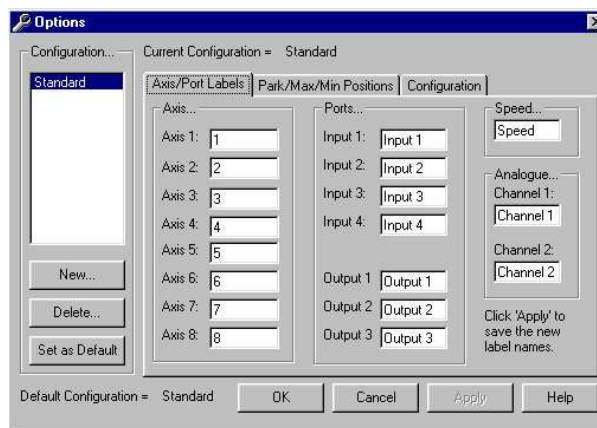 Options
Configuration...
Current Configuration = Standard
Standard
Axis/Port Labels
Park/Max/Min Positions
Configuration
Axis...
Axis 1: 1
Axis 2: 2
Axis 3: 3
Axis 4: 4
Axis 5: 5
Axis 6: 6
Axis 7: 7
Axis 8: 8
Ports...
Input 1: Input 1
Input 2: Input 2
Input 3: Input 3
Input 4: Input 4
Output 1 Output 1
Output 2 Output 2
Output 3 Output 3
Speed...
Speed
Analogue...
Channel 1:
Channel 1
Channel 2:
Channel 2
Click 'Apply' to
save the new
label names.
New...
Delete...
Set as Default
Default Configuration = Standard
OK
Cancel
Apply
Help